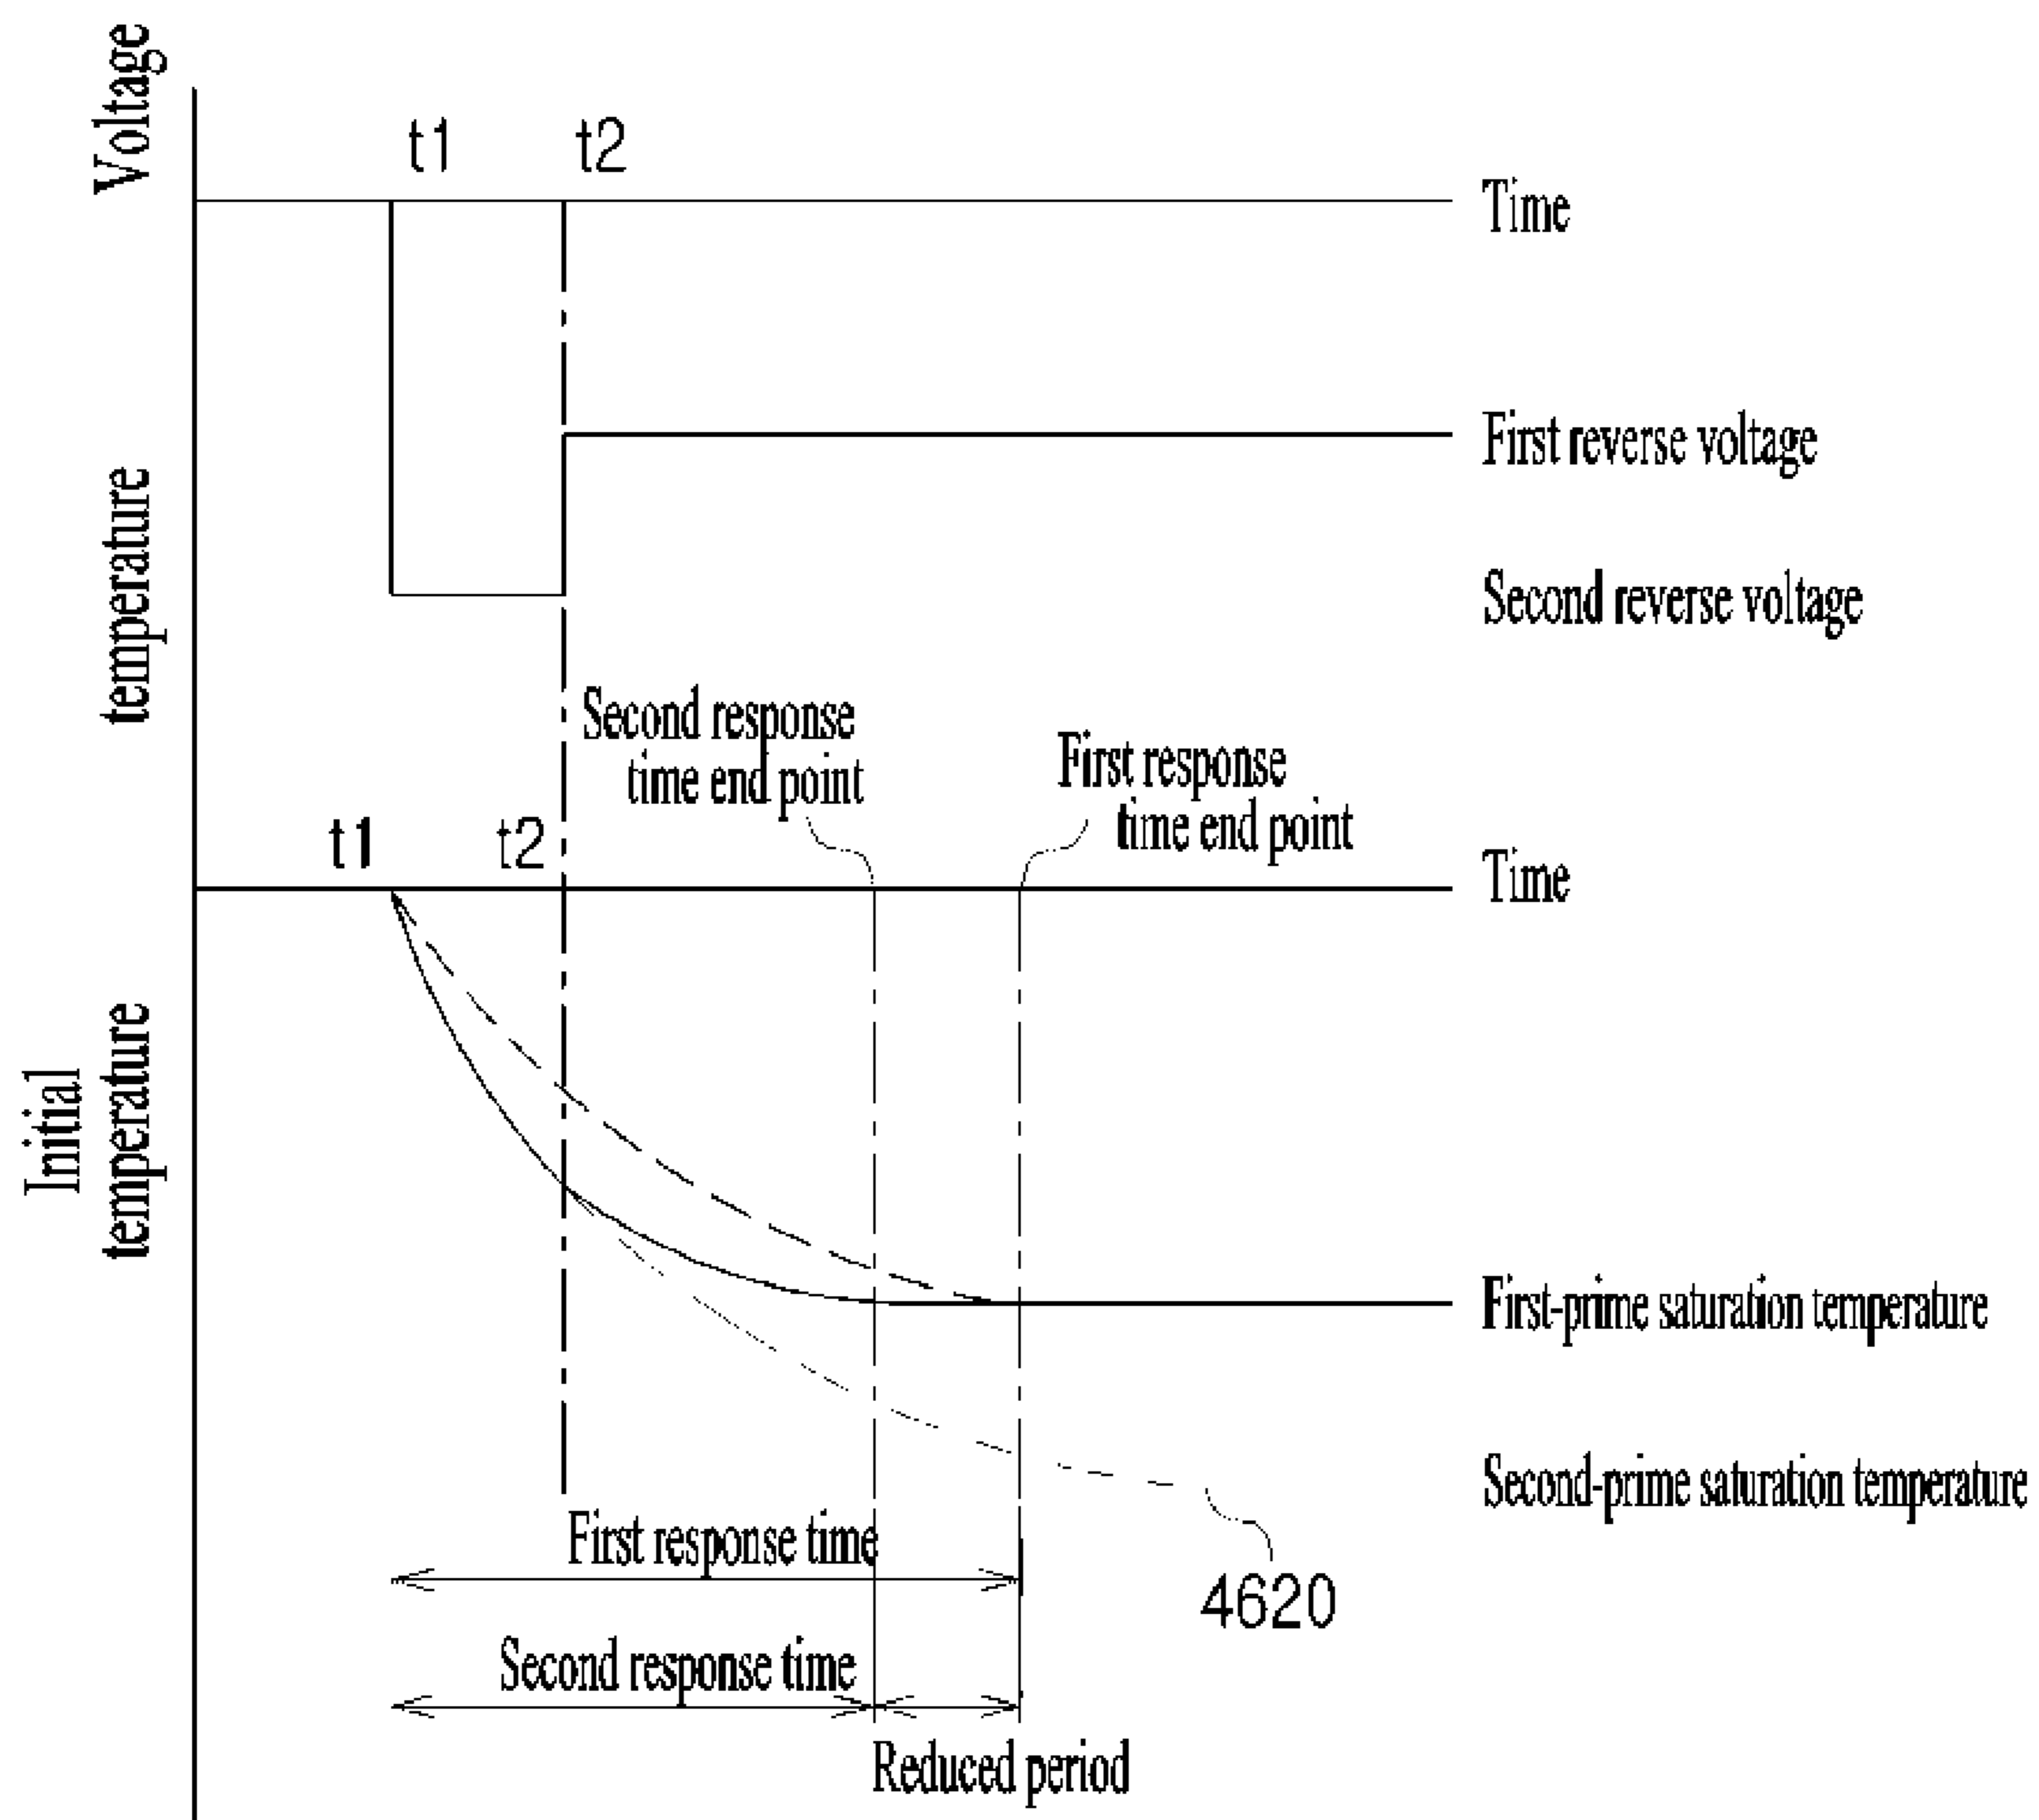 Voltage
t1
t2
Time
First reverse voltage
temperature
Second reverse voltage
Second response
time end point
First response
time end point
t1
t2
Time
Initial
temperature
First-prime saturation temperature
Second-prime saturation temperature
First response time
4620
Second response time
Reduced period